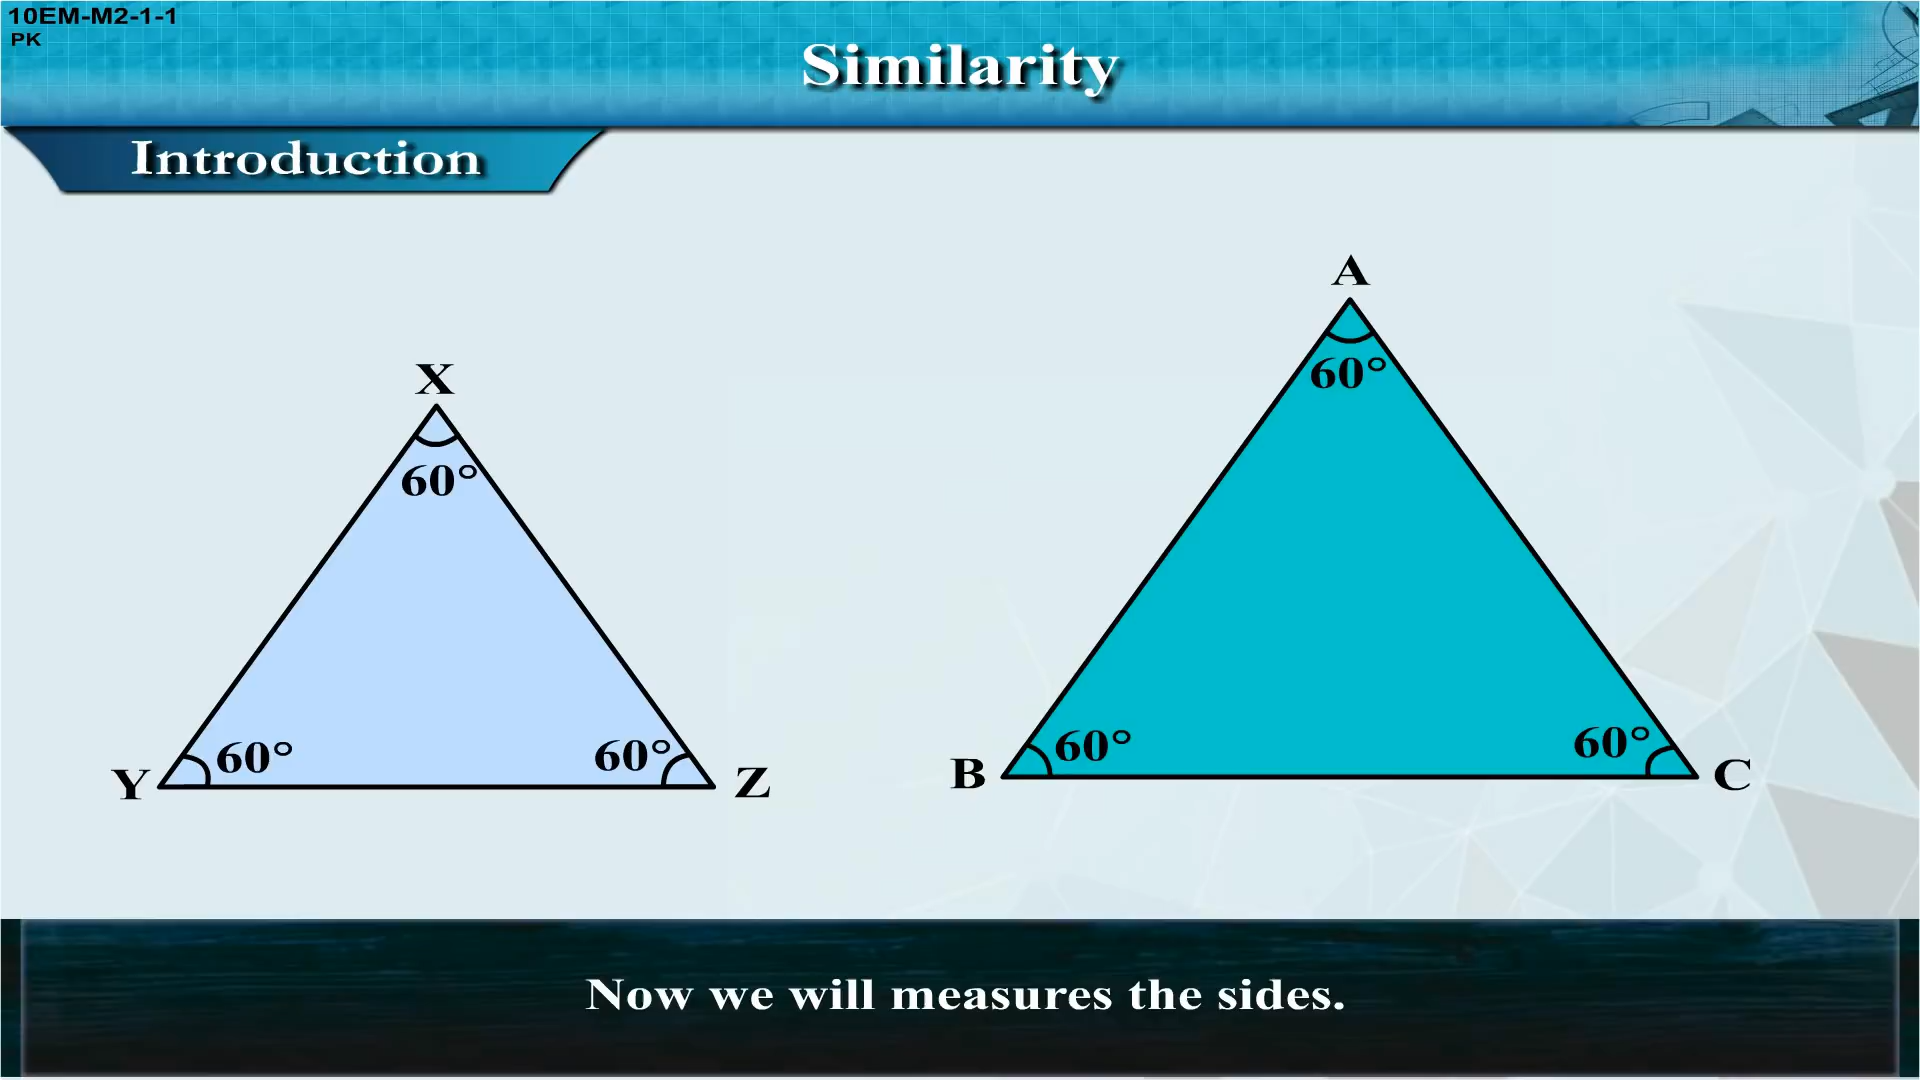 10EM-M2-1-1
PK
Similarity
Introduction
A
60°
X
60°
60°
60°
60°
60°
Y
Z
B
C
Now we will measures the sides.